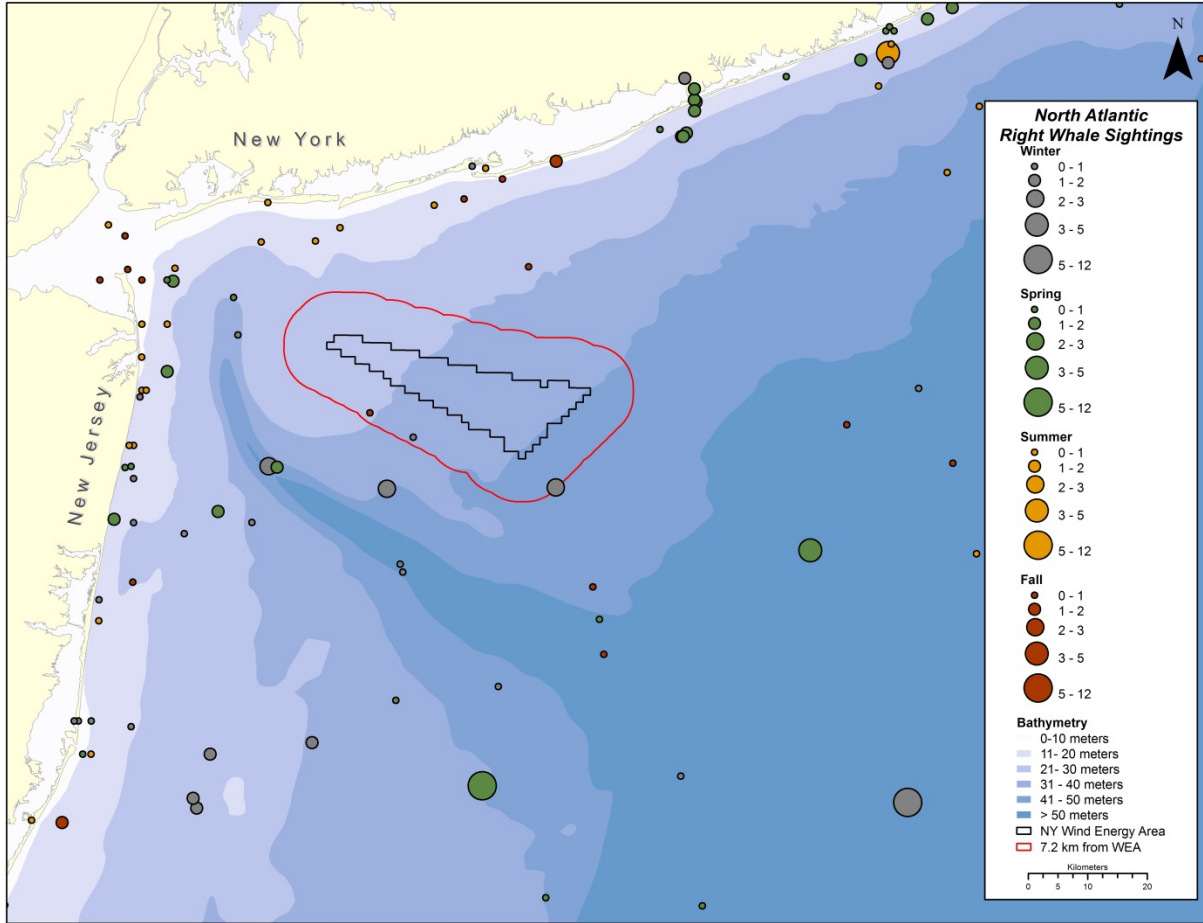 New York
New Jersey
N
North Atlantic
Right Whale Sightings
Winter
0 - 1
1 - 2
2 - 3
3 - 5
5 - 12
Spring
0 - 1
1 - 2
2 - 3
3 - 5
5 - 12
Summer
0 - 1
1 - 2
2 - 3
3 - 5
5 - 12
Fall
0 - 1
1 - 2
2 - 3
3 - 5
5 - 12
Bathymetry
0-10 meters
11- 20 meters
21- 30 meters
31 - 40 meters
41 - 50 meters
> 50 meters
NY Wind Energy Area
7.2 km from WEA
Kilometers
0 5 10 20